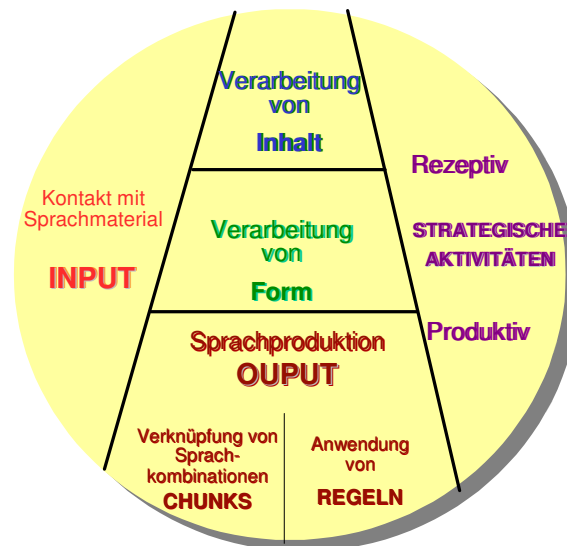 Kontakt mit
Sprachmaterial
INPUT
Verarbeitung
von
Inhalt
Verarbeitung
von
Form
Sprachproduktion
OUPUT
Verknüpfung von
Sprach-
kombinationen
CHUNKS
Anwendung
von
REGELN
Rezeptiv
STRATEGISCHE
AKTIVITÄTEN
Produktiv